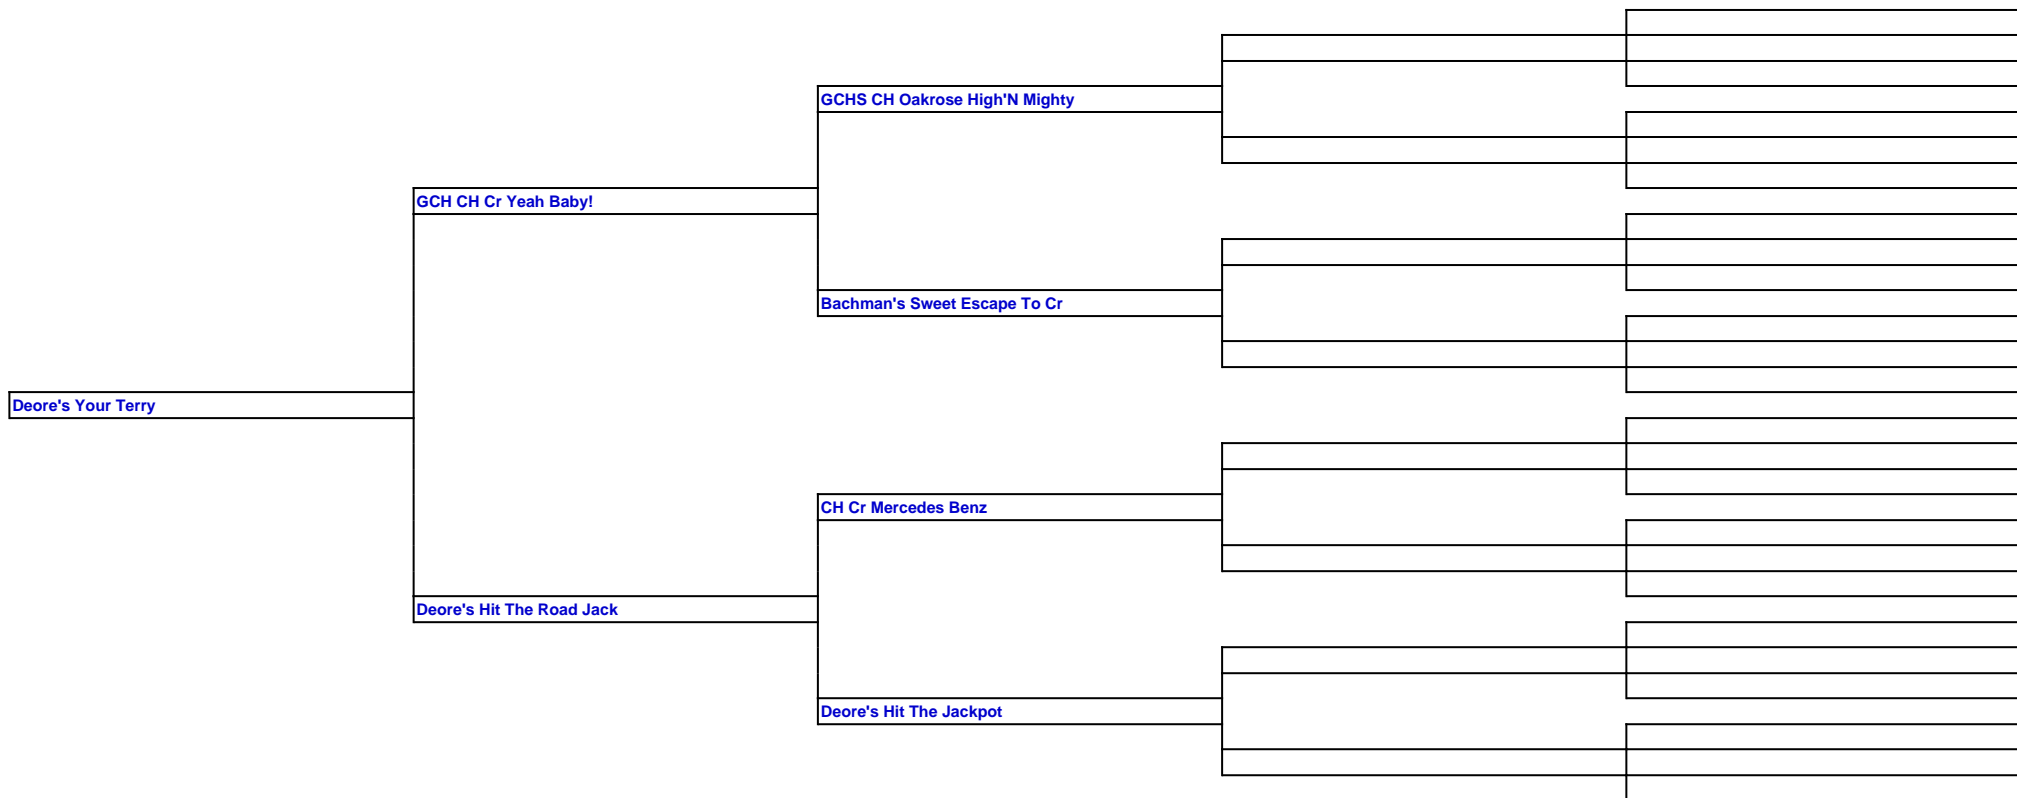 GCHS CH Oakrose High'N Mighty
GCH CH Cr Yeah Baby!
Bachman's Sweet Escape To Cr
Deore's Your Terry
CH Cr Mercedes Benz
Deore's Hit The Road Jack
Deore's Hit The Jackpot